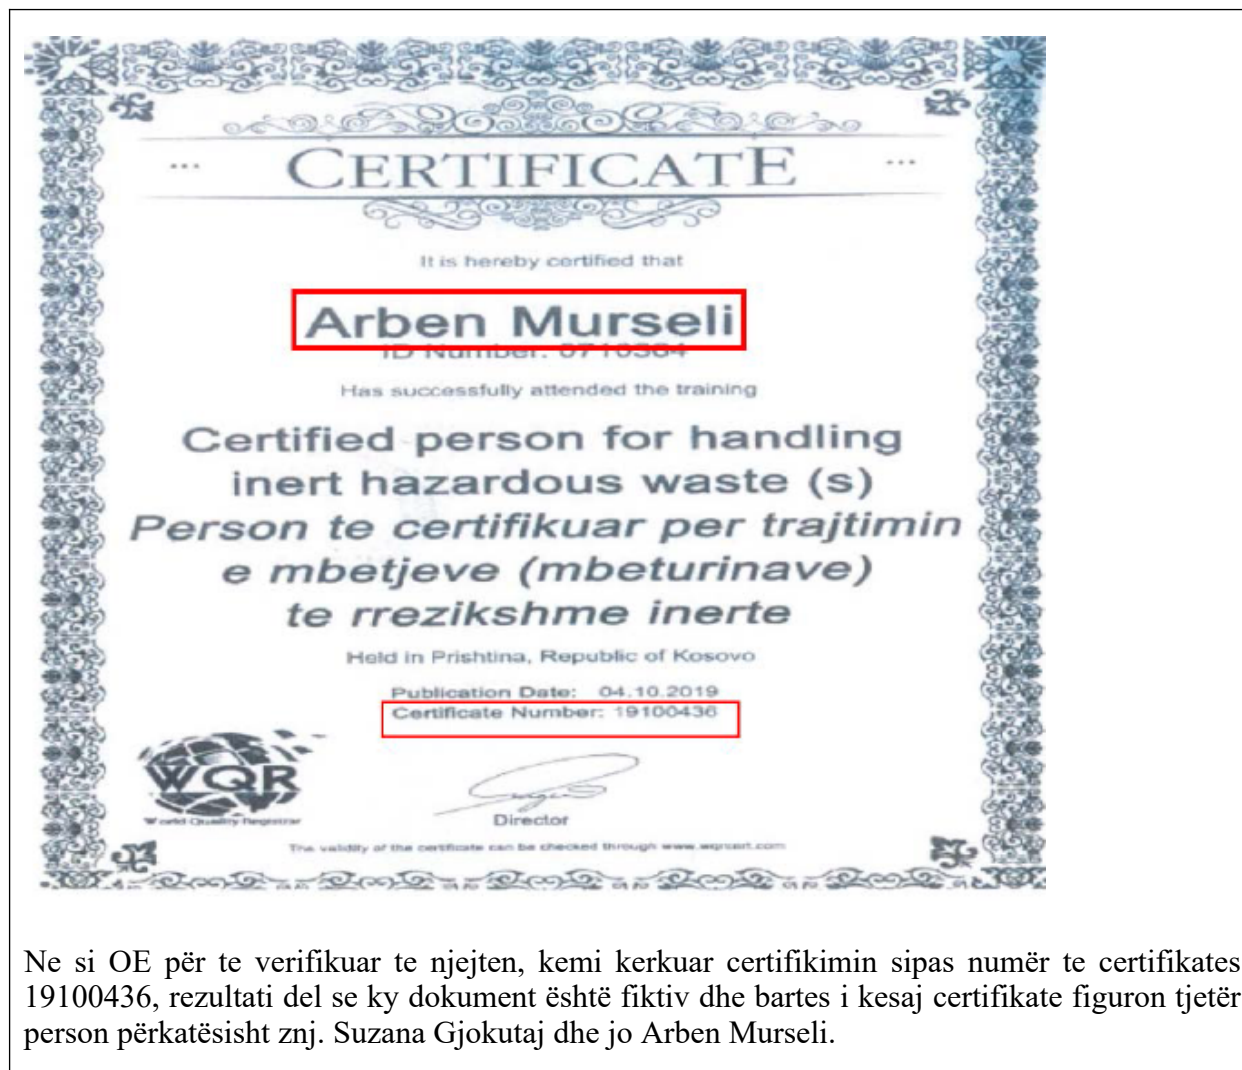 CERTIFICATE
It is hereby certified that
Arben Murseli
ID Number: 0710384
Has successfully attended the training
Certified person for handling
inert hazardous waste (s)
Person te certifikuar per trajtimin
e mbetjeve (mbeturinave)
te rrezikshme inerte
Held in Prishtina, Republic of Kosovo
Publication Date: 04.10.2019
Certificate Number: 19100436
WQR
World Quality Registrar
Director
The validity of the certificate can be checked through www.wqrcert.com
Ne si OE për te verifikuar te njejten, kemi kerkuar certifikimin sipas numër te certifikates
19100436, rezultati del se ky dokument është fiktiv dhe bartes i kesaj certifikate figuron tjetër
person përkatësisht znj. Suzana Gjokutaj dhe jo Arben Murseli.